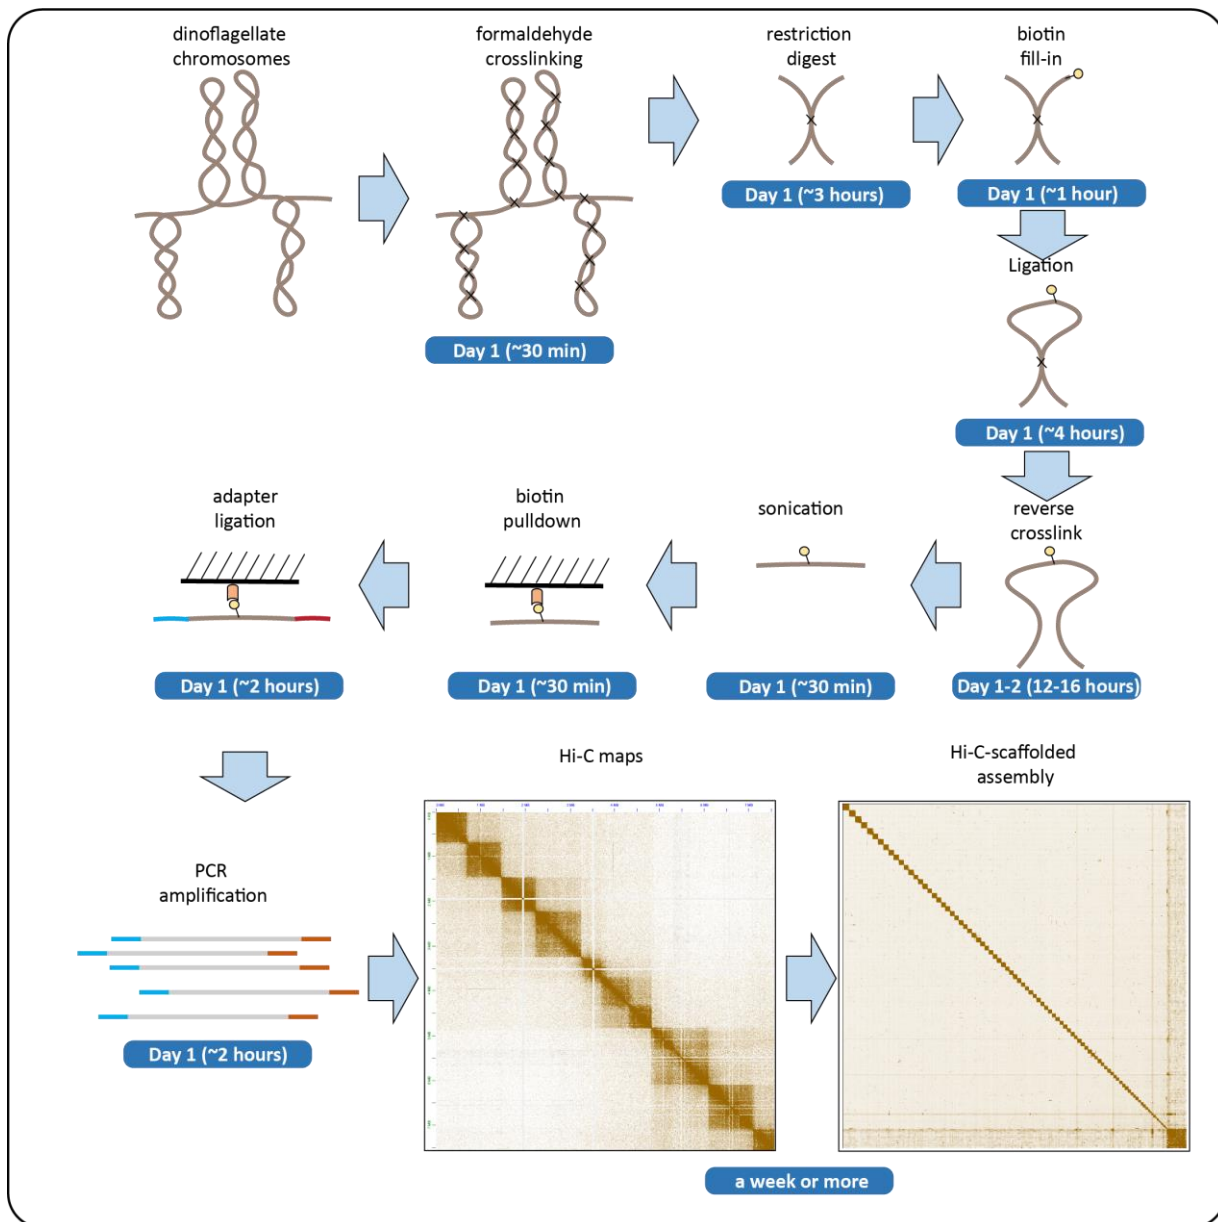 dinoflagellate
chromosomes
formaldehyde
crosslinking
Day 1 (~30 min)
restriction
digest
Day 1 (~3 hours)
biotin
fill-in
Day 1 (~1 hour)
Ligation
Day 1 (~4 hours)
reverse
crosslink
Day 1-2 (12-16 hours)
sonication
Day 1 (~30 min)
biotin
pulldown
Day 1 (~30 min)
adapter
ligation
Day 1 (~2 hours)
PCR
amplification
Day 1 (~2 hours)
Hi-C maps
Hi-C-scaffolded
assembly
a week or more